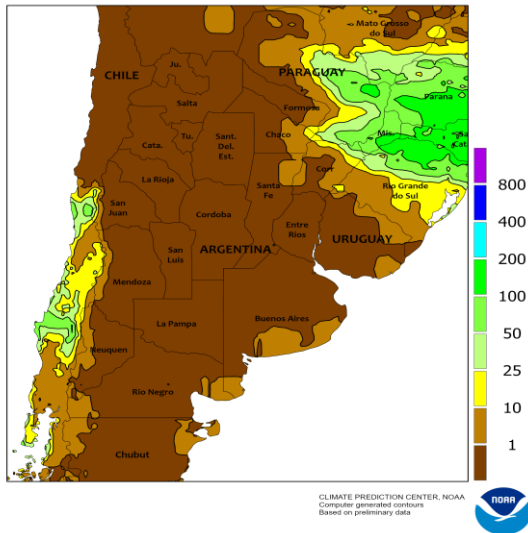 Mato Grosso
do Sul
CHILE
Ju.
PARAGUAY
Parana
Salta
Formosa
Tu.
Cata.
Sant.
Del.
Est.
Chaco
Mis.
Sa
Cat
La Rioja
Corr
San
Juan
Santa
Fe
Rio Grande
do Sul
Cordoba
Entre
Rios
URUGUAY
San
Luis
ARGENTINA
Mendoza
La Pampa
Buenos Aires
Neuquen
Rio Negro
Chubut
800
400
200
100
50
25
10
1
CLIMATE PREDICTION CENTER, NOAA
Computer generated contours
Based on preliminary data
NOAA